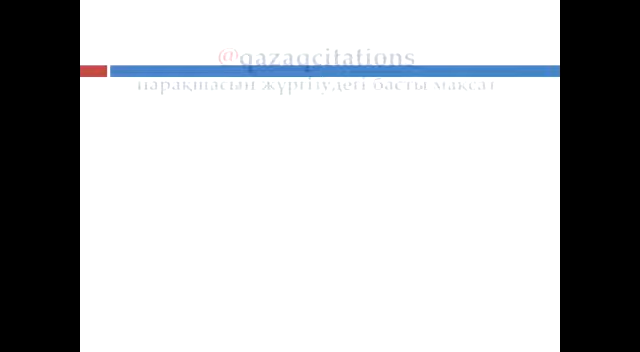 @qazaqcitations
парақшасын жүргізудегі басты мақсат